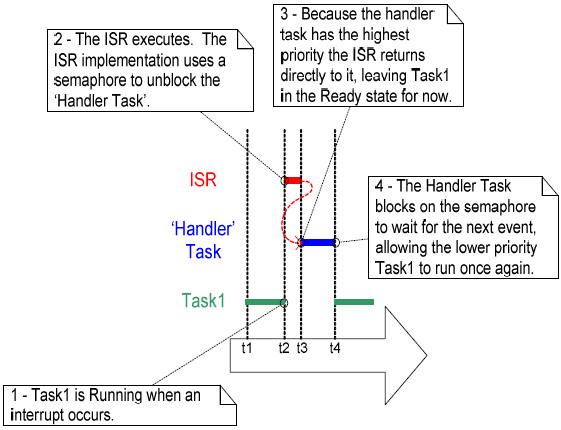 2 - The ISR executes.  The
ISR implementation uses a
semaphore to unblock the
‘Handler Task’.
3 - Because the handler
task has the highest
priority the ISR returns
directly to it, leaving Task1
in the Ready state for now.
ISR
‘Handler’
Task
4 - The Handler Task
blocks on the semaphore
to wait for the next event,
allowing the lower priority
Task1 to run once again.
Task1
t1 t2 t3 t4
1 - Task1 is Running when an
interrupt occurs.